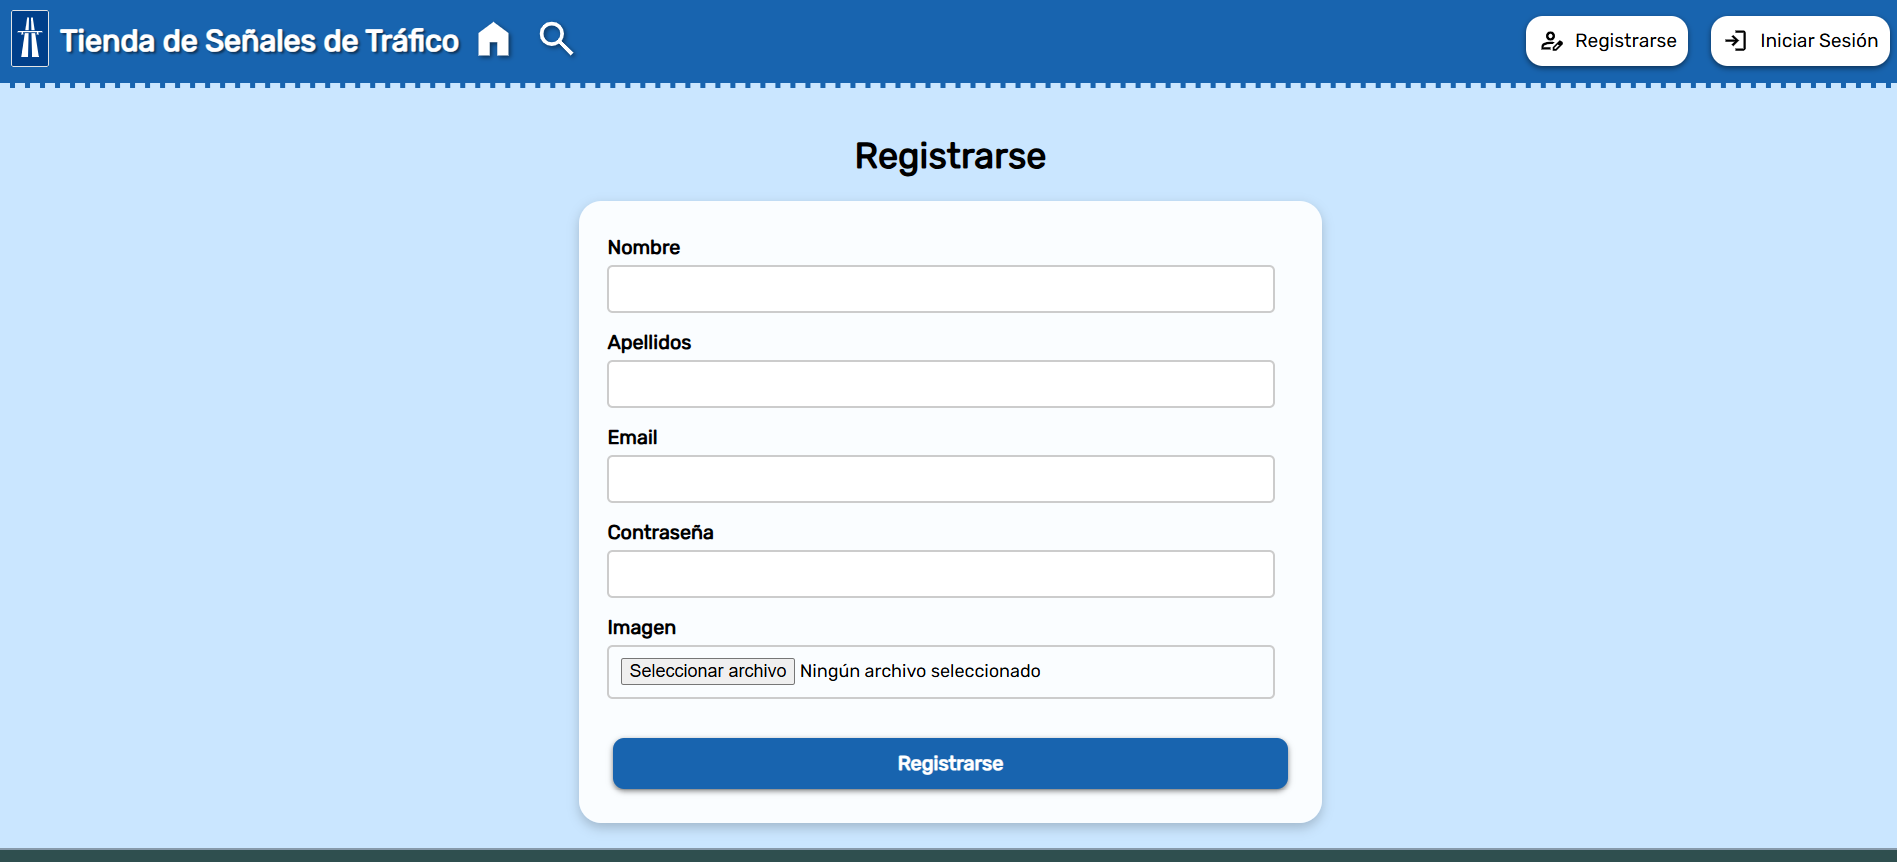 Tienda de Señales de Tráfico
Registrarse
Iniciar Sesión
Registrarse
Nombre
Apellidos
Email
Contraseña
Imagen
Seleccionar archivo Ningún archivo seleccionado
Registrarse